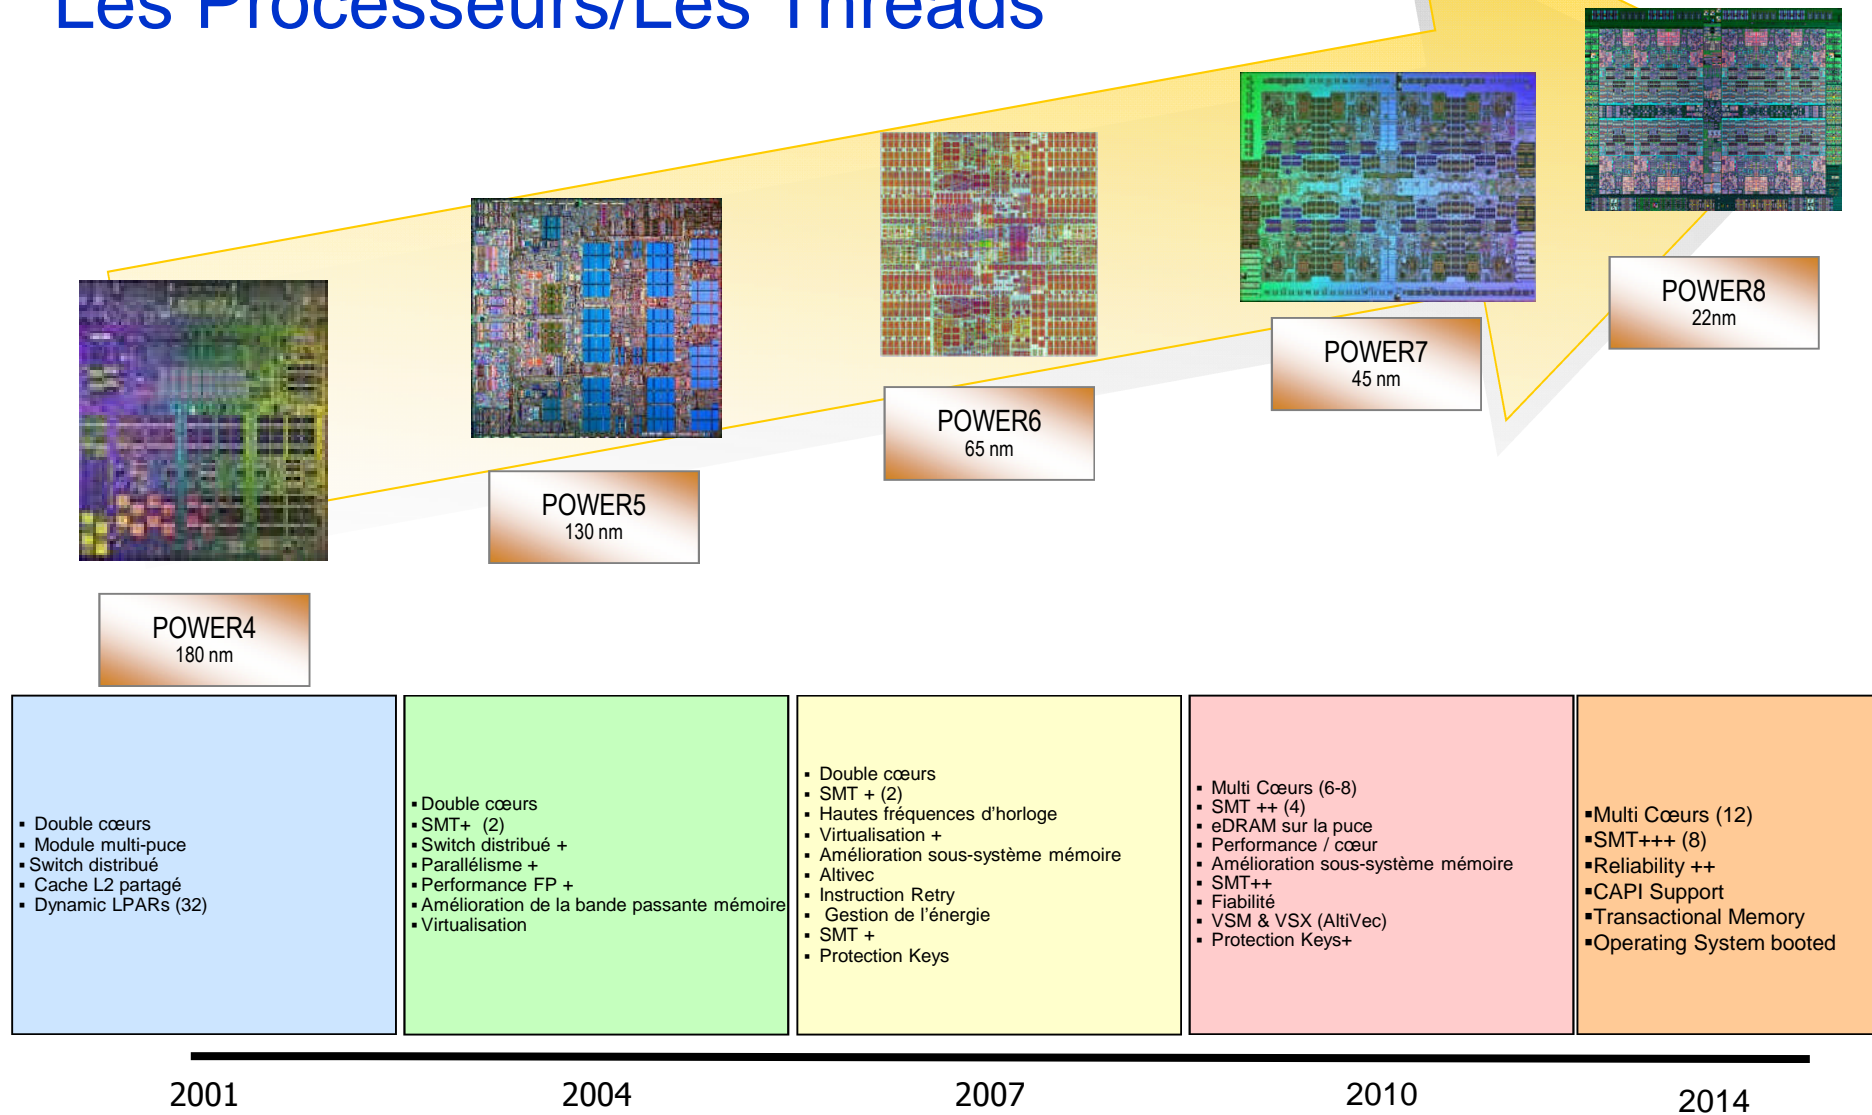 Les Processeurs/Les Threads
POWER8
22nm
POWER7
45 nm
POWER6
65 nm
POWER5
130 nm
POWER4
180 nm
▪ Double cœurs
▪ Module multi-puce
▪ Switch distribué
▪ Cache L2 partagé
▪ Dynamic LPARs (32)
▪ Double cœurs
▪ SMT+ (2)
▪ Switch distribué +
▪ Parallélisme +
▪ Performance FP +
▪ Amélioration de la bande passante mémoire
▪ Virtualisation
▪ Double cœurs
▪ SMT + (2)
▪ Hautes fréquences d’horloge
▪ Virtualisation +
▪ Amélioration sous-système mémoire
▪ Altivec
▪ Instruction Retry
▪ Gestion de l’énergie
▪ SMT +
▪ Protection Keys
▪ Multi Cœurs (6-8)
▪ SMT ++ (4)
▪ eDRAM sur la puce
▪ Performance / cœur
▪ Amélioration sous-système mémoire
▪ SMT++
▪ Fiabilité
▪ VSM & VSX (AltiVec)
▪ Protection Keys+
▪Multi Cœurs (12)
▪SMT+++ (8)
▪Reliability ++
▪CAPI Support
▪Transactional Memory
▪Operating System booted
2001
2004
2007
2010
2014